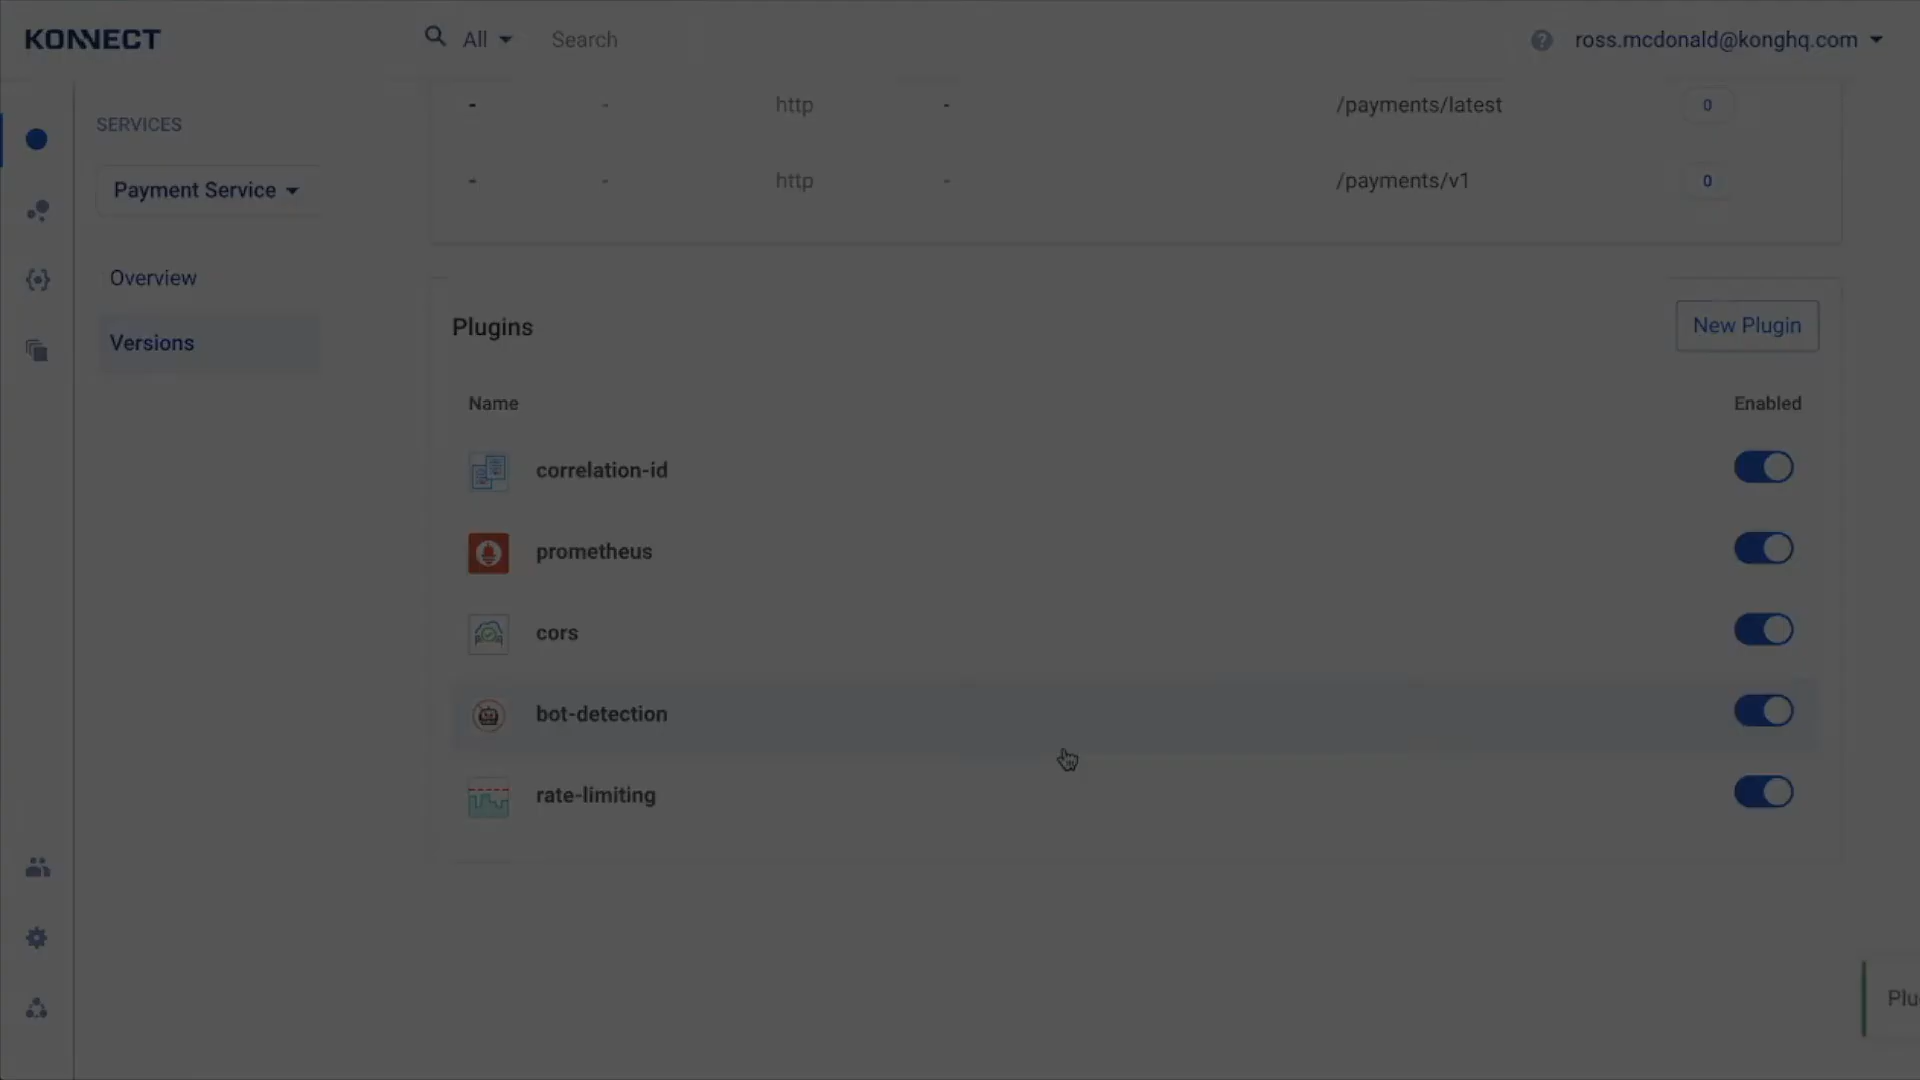 KONNECT
All
Search
?
ross.mcdonald@konghq.com
SERVICES
Payment Service
Overview
Versions
- - http - /payments/latest 0
- - http - /payments/v1 0
Plugins
New Plugin
Name
Enabled
correlation-id
prometheus
cors
bot-detection
rate-limiting
Plu